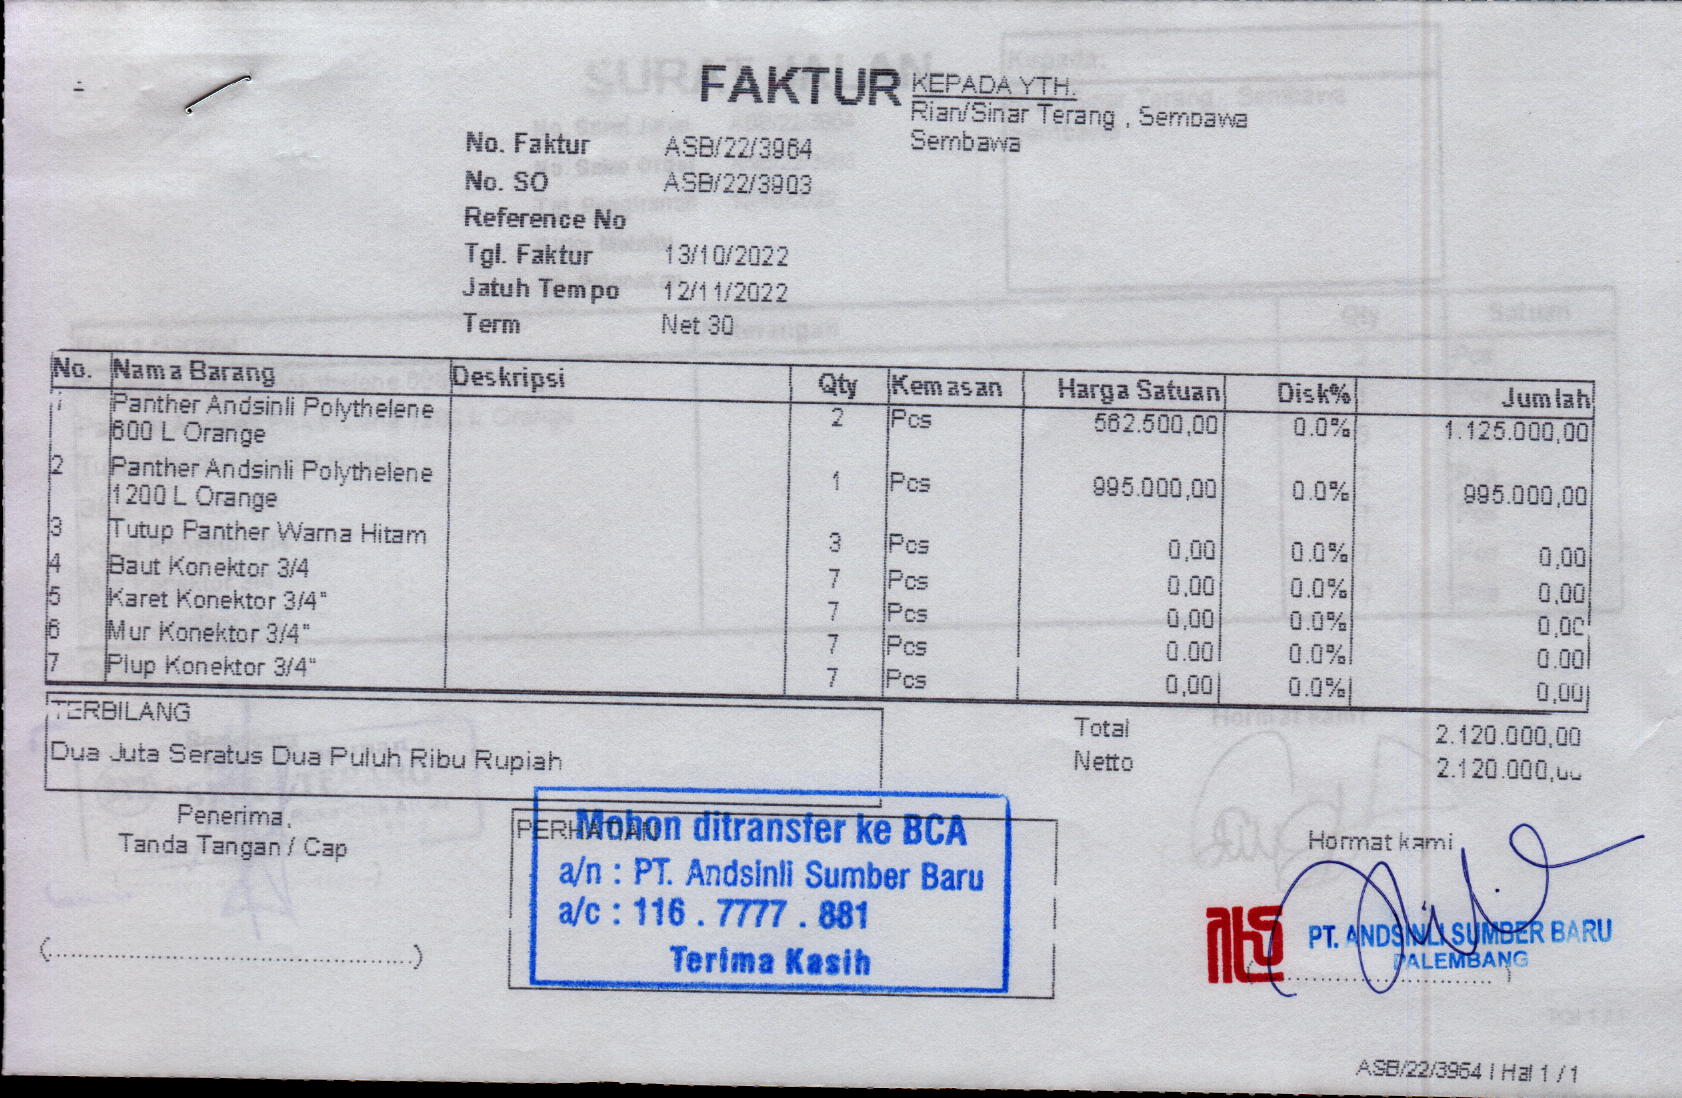 FAKTUR
KEPADA YTH.
Rian/Sinar Terang , Sembawa
Sembawa
No. Faktur ASB/22/3964
No. SO ASB/22/3903
Reference No
Tgl. Faktur 13/10/2022
Jatuh Tempo 12/11/2022
Term Net 30
No. Nama Barang Deskripsi Qty Kemasan Harga Satuan Disk% Jumlah
1 Panther Andsinli Polythelene 2 Pcs 562.500,00 0.0% 1.125.000,00
600 L Orange
2 Panther Andsinli Polythelene 1 Pcs 995.000,00 0.0% 995.000,00
1200 L Orange
3 Tutup Panther Warna Hitam 3 Pcs 0,00 0.0% 0,00
4 Baut Konektor 3/4 7 Pcs 0,00 0.0% 0,00
5 Karet Konektor 3/4" 7 Pcs 0,00 0.0% 0,00
6 Mur Konektor 3/4" 7 Pcs 0.00 0.0% 0.00
7 Plup Konektor 3/4" 7 Pcs 0,00 0.0% 0,00
TERBILANG
Dua Juta Seratus Dua Puluh Ribu Rupiah
Total 2.120.000,00
Netto 2.120.000,00
Penerima,
Tanda Tangan / Cap
PERHATIAN
Mohon ditransfer ke BCA
a/n : PT. Andsinli Sumber Baru
a/c : 116 . 7777 . 881
Terima Kasih
Hormat kami
PT. ANDSINLI SUMBER BARU
PALEMBANG
ASB/22/3964 | Hal 1 / 1